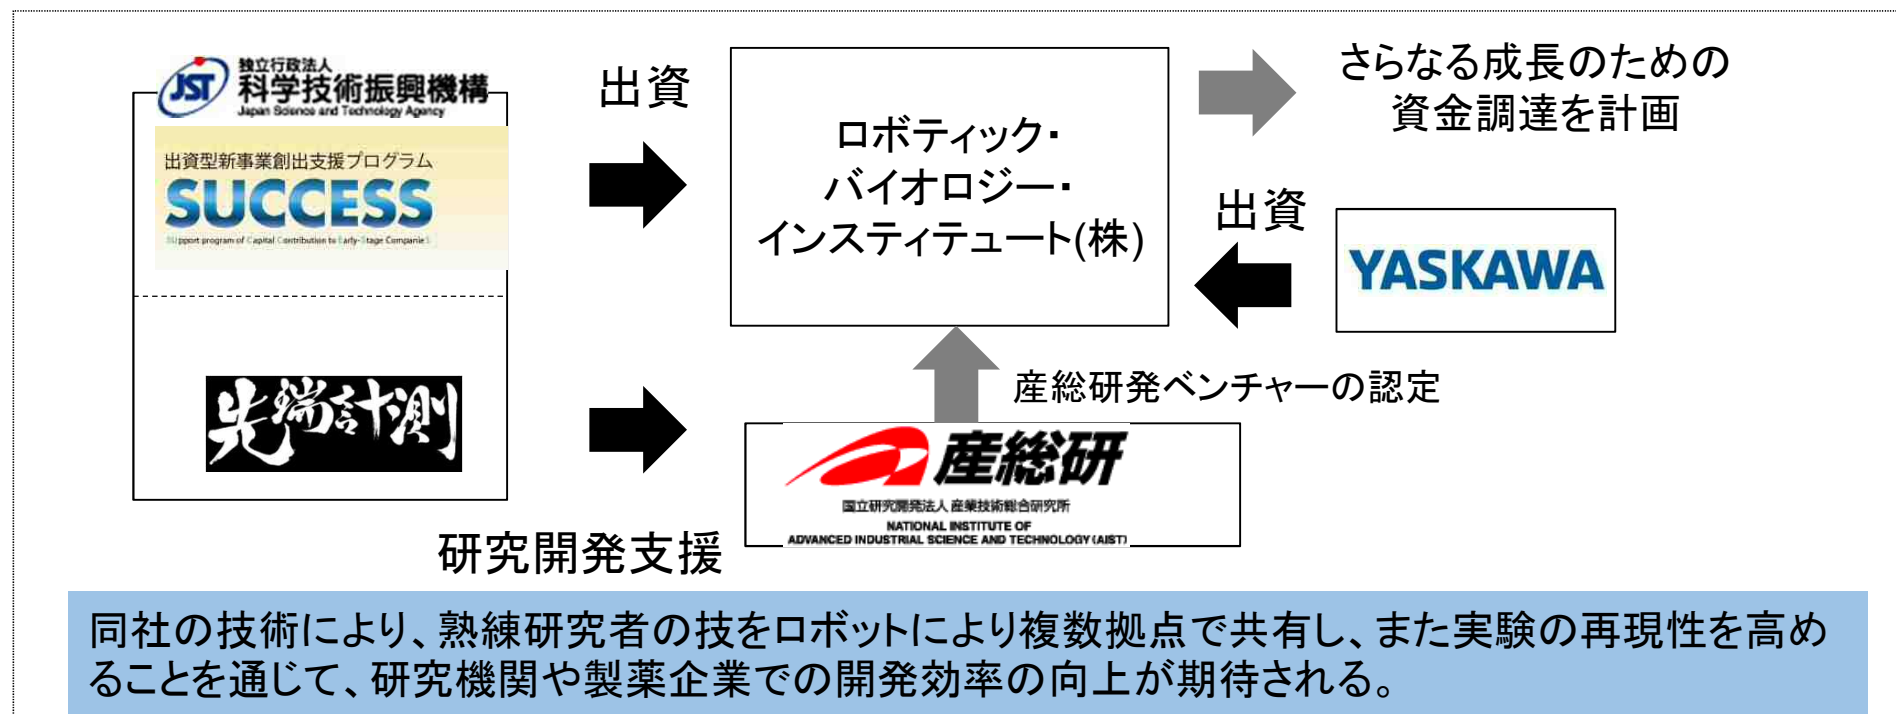 独立行政法人
科学技術振興機構
Japan Science and Technology Agency
JST
出資型新事業創出支援プログラム
SUCCESS
SUpport program of Capital Contribution to Early-Stage CompanieS
先端計測
出資
研究開発支援
ロボティック・
バイオロジー・
インスティテュート(株)
さらなる成長のための
資金調達を計画
出資
YASKAWA
産総研発ベンチャーの認定
産総研
国立研究開発法人 産業技術総合研究所
NATIONAL INSTITUTE OF
ADVANCED INDUSTRIAL SCIENCE AND TECHNOLOGY (AIST)
同社の技術により、熟練研究者の技をロボットにより複数拠点で共有し、また実験の再現性を高め
ることを通じて、研究機関や製薬企業での開発効率の向上が期待される。